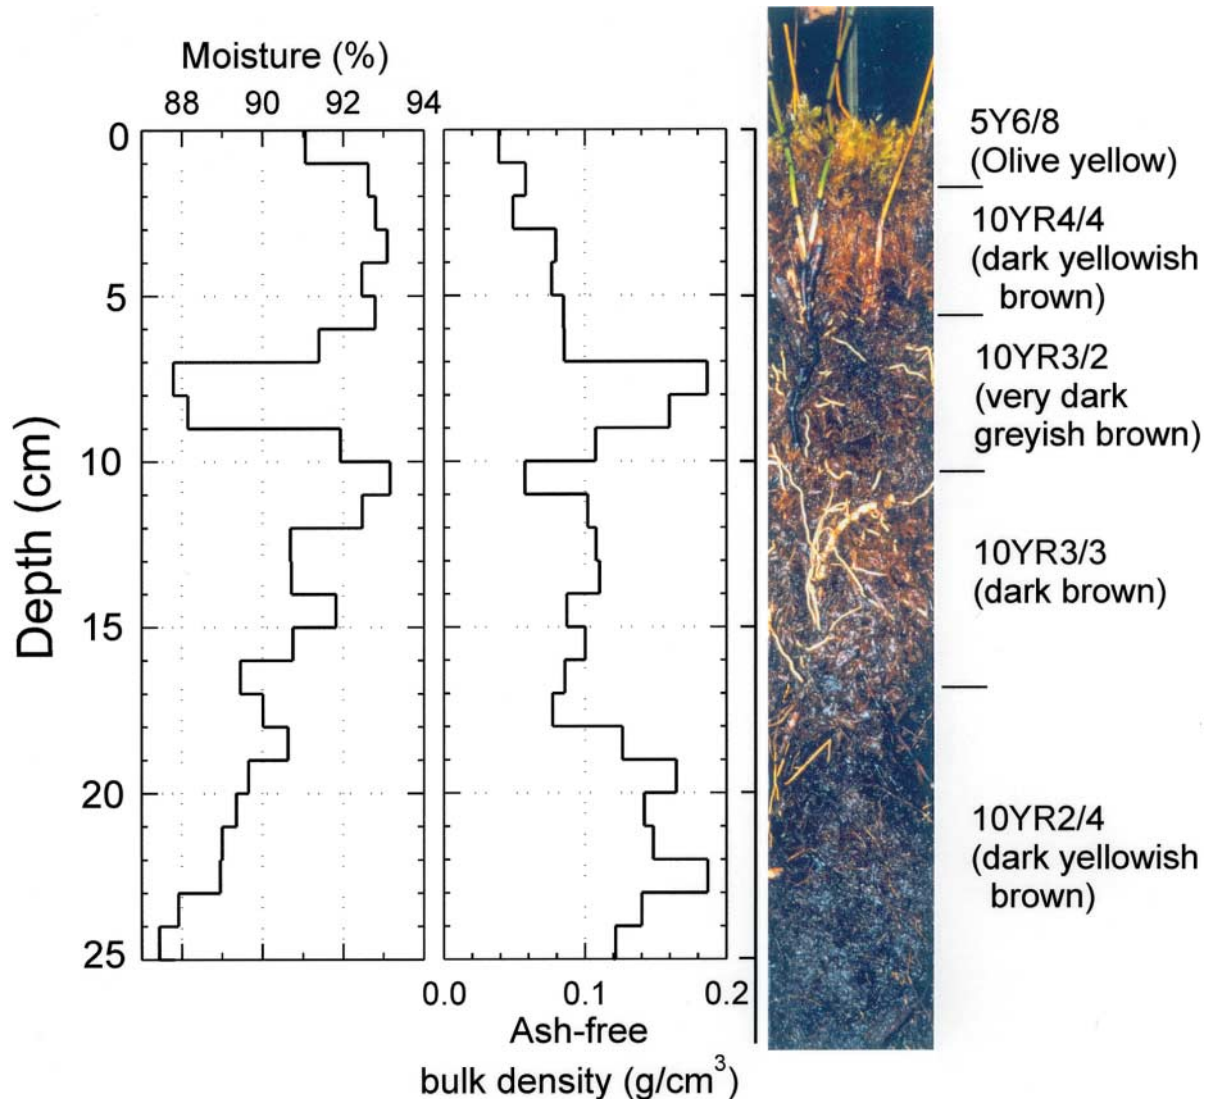 Moisture (%)
88 90 92 94
0
5
10
15
20
25
Depth (cm)
0.0 0.1 0.2
Ash-free
bulk density (g/cm³)
5Y6/8
(Olive yellow)
10YR4/4
(dark yellowish
brown)
10YR3/2
(very dark
greyish brown)
10YR3/3
(dark brown)
10YR2/4
(dark yellowish
brown)